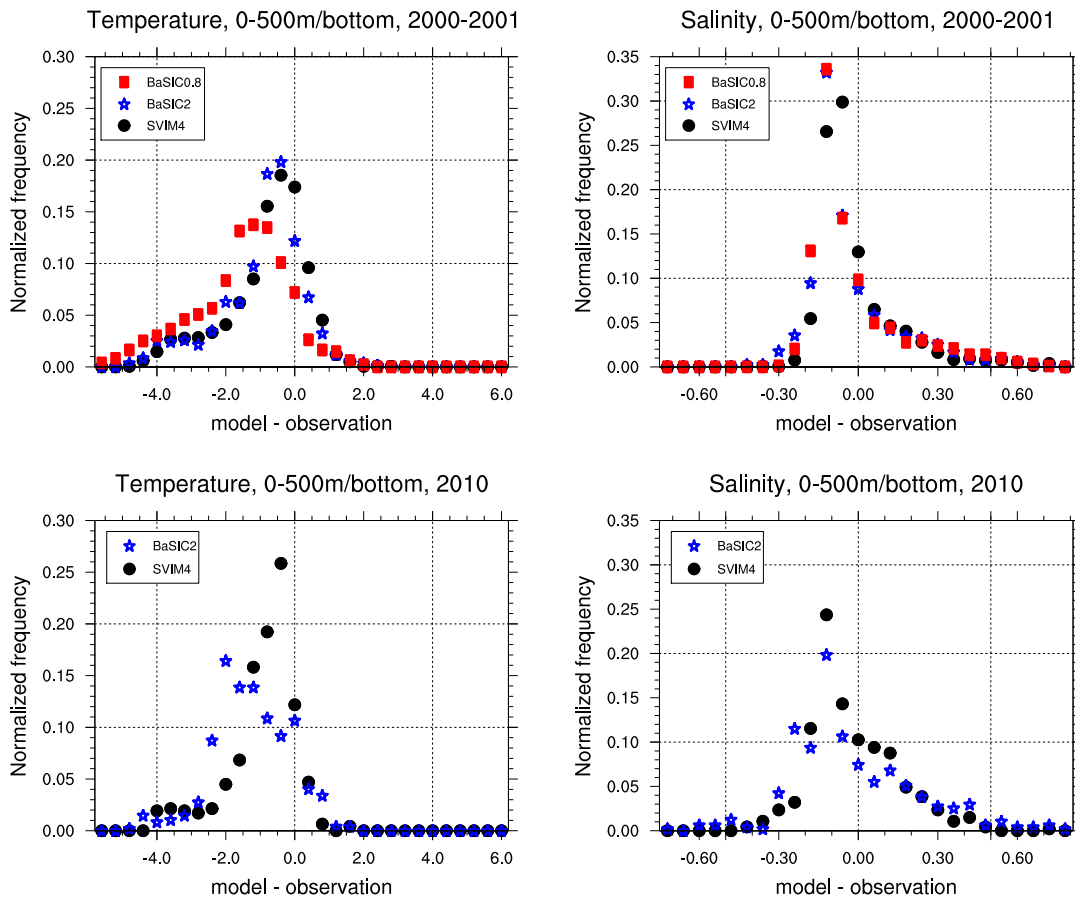 Temperature, 0-500m/bottom, 2000-2001
Normalized frequency
0.30
0.25
0.20
0.15
0.10
0.05
0.00
BaSIC0.8
BaSIC2
SVIM4
-4.0
-2.0
0.0
2.0
4.0
6.0
model - observation
Salinity, 0-500m/bottom, 2000-2001
Normalized frequency
0.35
0.30
0.25
0.20
0.15
0.10
0.05
0.00
BaSIC0.8
BaSIC2
SVIM4
-0.60
-0.30
0.00
0.30
0.60
model - observation
Temperature, 0-500m/bottom, 2010
Normalized frequency
0.30
0.25
0.20
0.15
0.10
0.05
0.00
BaSIC2
SVIM4
-4.0
-2.0
0.0
2.0
4.0
6.0
model - observation
Salinity, 0-500m/bottom, 2010
Normalized frequency
0.35
0.30
0.25
0.20
0.15
0.10
0.05
0.00
BaSIC2
SVIM4
-0.60
-0.30
0.00
0.30
0.60
model - observation